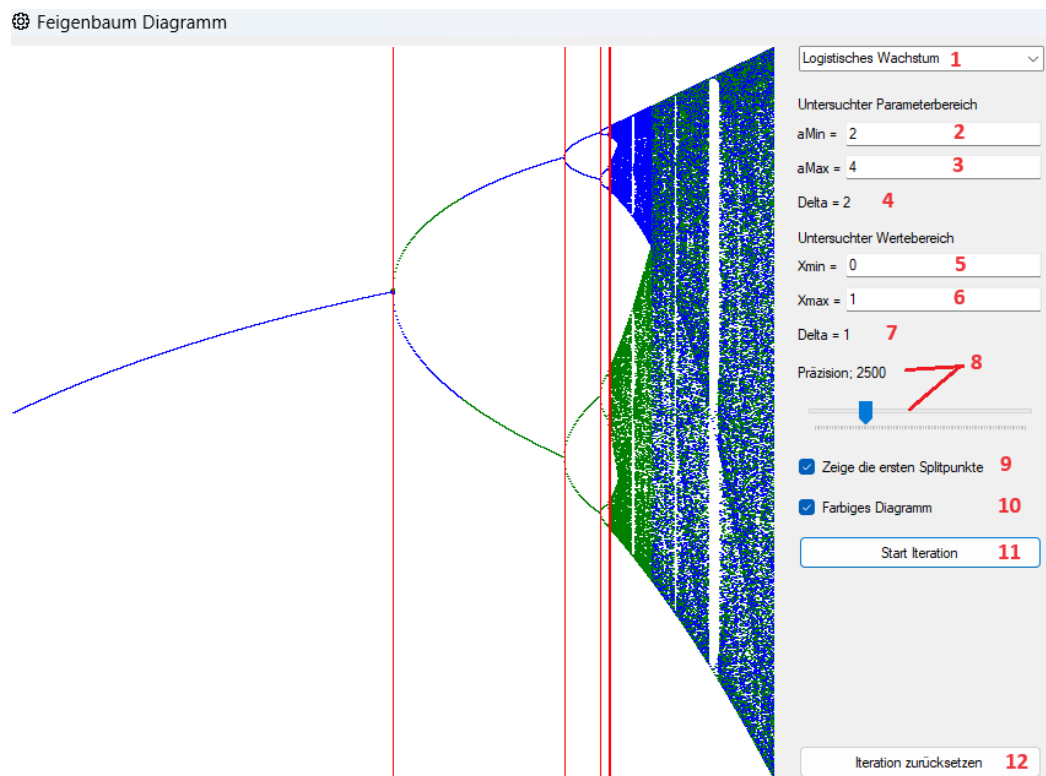 Feigenbaum Diagramm
Logistisches Wachstum 1
Untersuchter Parameterbereich
aMin = 2 2
aMax = 4 3
Delta = 2 4
Untersuchter Wertebereich
Xmin = 0 5
Xmax = 1 6
Delta = 1 7
Präzision; 2500 8
Zeige die ersten Splitpunkte 9
Farbiges Diagramm 10
Start Iteration 11
Iteration zurücksetzen 12